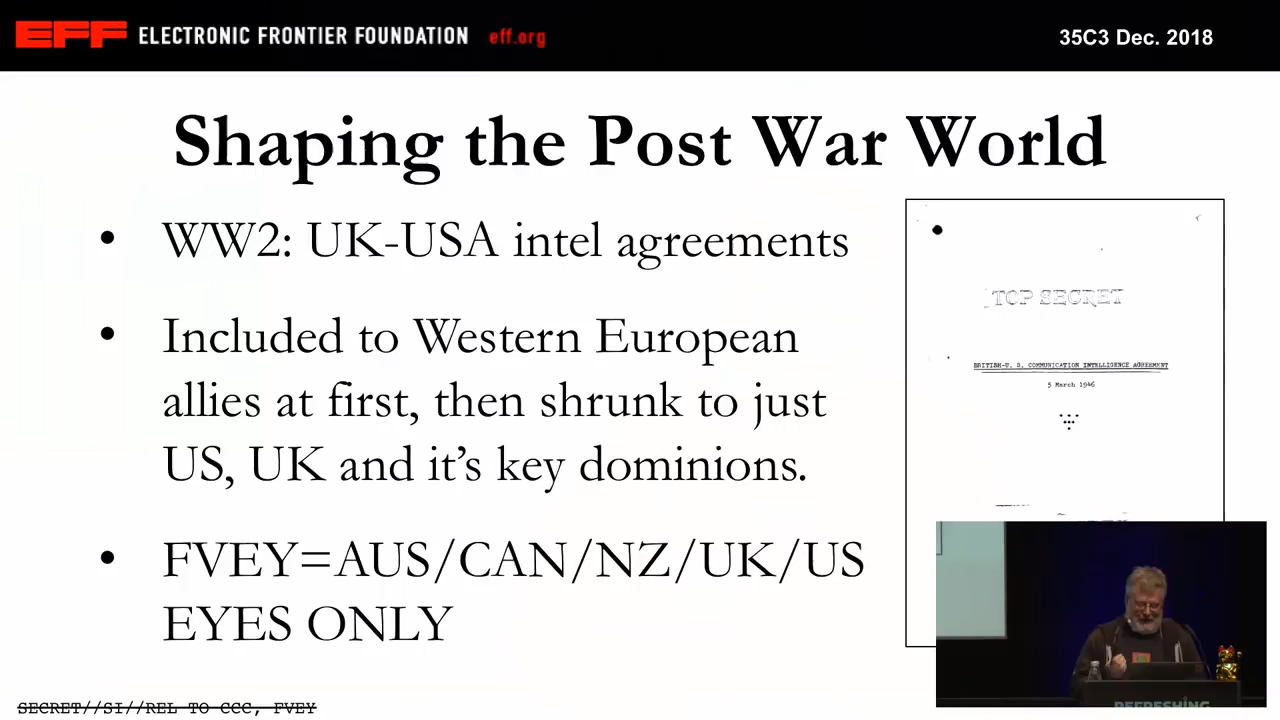 EFF ELECTRONIC FRONTIER FOUNDATION eff.org
35C3 Dec. 2018
Shaping the Post War World
• WW2: UK-USA intel agreements
• Included to Western European
allies at first, then shrunk to just
US, UK and it’s key dominions.
• FVEY=AUS/CAN/NZ/UK/US
EYES ONLY
TOP SECRET
BRITISH-U. S. COMMUNICATION INTELLIGENCE AGREEMENT
5 March 1946
SECRET//SI//REL TO CCC, FVEY
REFRESHING